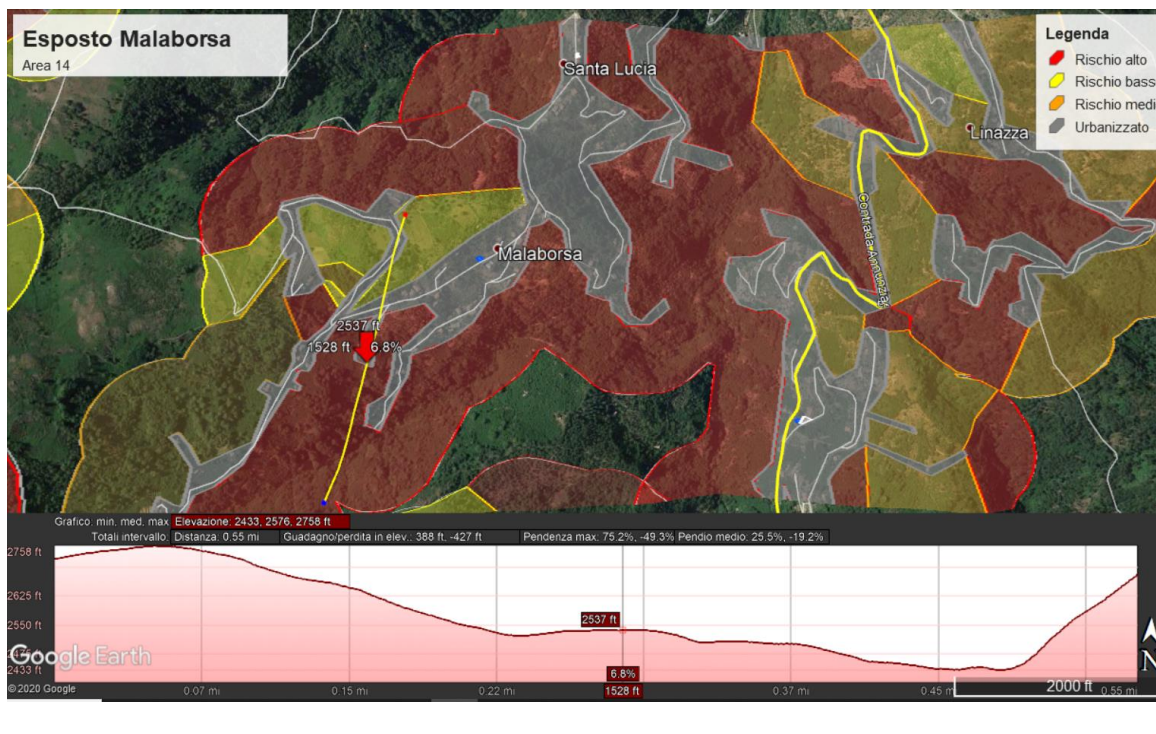 Esposto Malaborsa
Area 14
Legenda
Rischio alto
Rischio bass
Rischio medi
Urbanizzato
Santa Lucia
Linazza
Malaborsa
2537 ft
1528 ft 6.8%
Grafico: min. med. max. Elevazione: 2433, 2576, 2758 ft
Totali intervallo: Distanza: 0.55 mi Guadagno/perdita in elev.: 388 ft, -427 ft Pendenza max: 75.2%, -49.3% Pendio medio: 25.5%, -19.2%
2758 ft
2625 ft
2550 ft
2433 ft
2537 ft
6.8%
Google Earth
N
© 2020 Google
0.07 mi 0.15 mi 0.22 mi 1528 ft 0.37 mi 0.45 m 2000 ft 0.55 mi